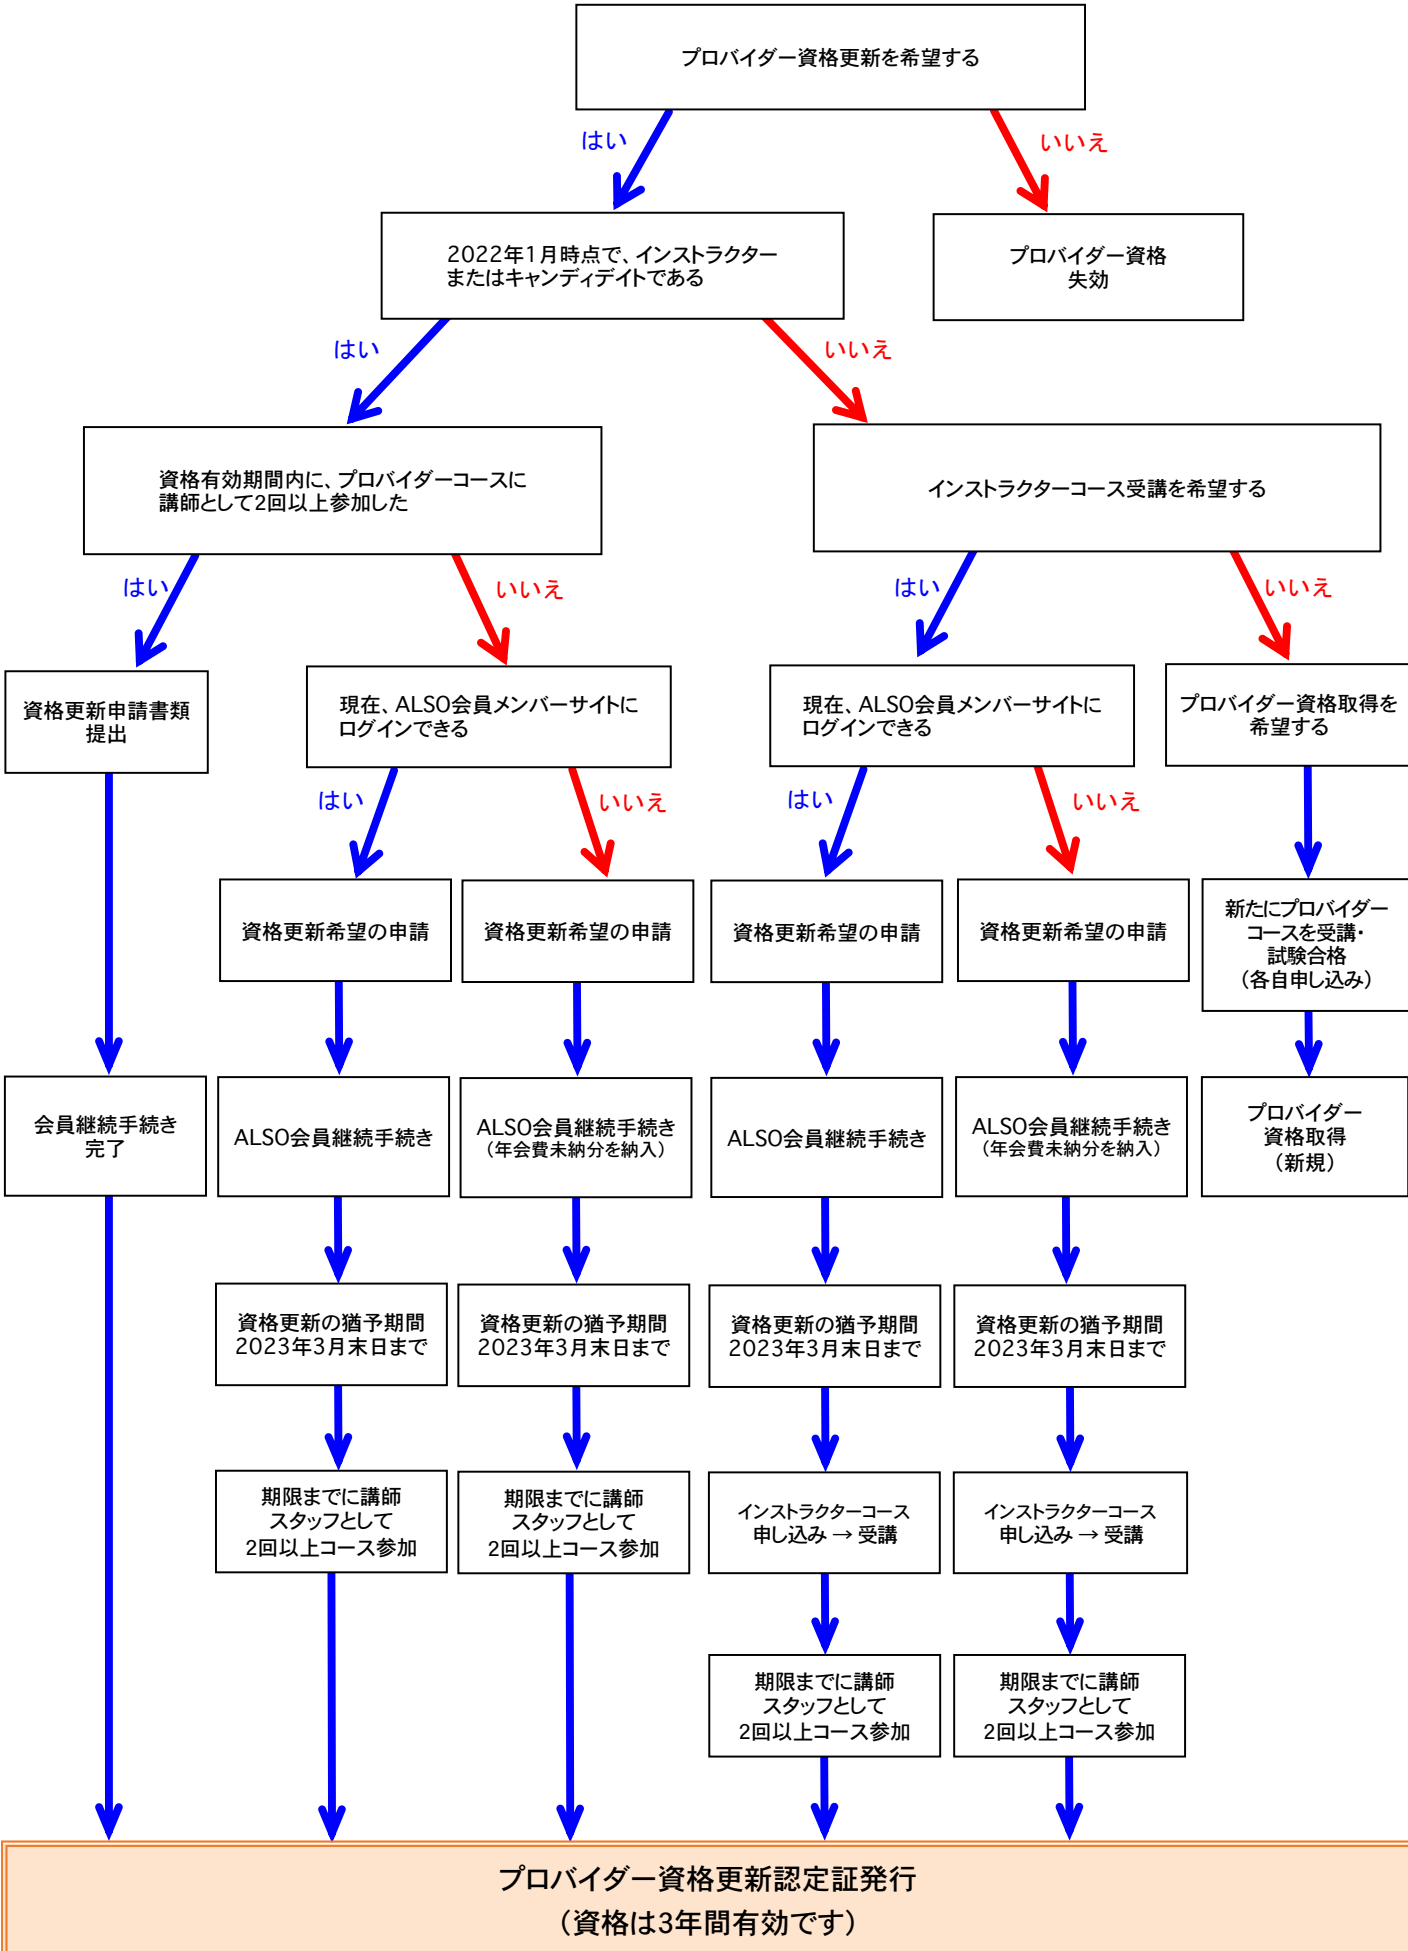 プロバイダー資格更新を希望する
はい
いいえ
2022年1月時点で、インストラクター
またはキャンディデイトである
プロバイダー資格
失効
はい
いいえ
資格有効期間内に、プロバイダーコースに
講師として2回以上参加した
インストラクターコース受講を希望する
はい
いいえ
はい
いいえ
資格更新申請書類
提出
現在、ALSO会員メンバーサイトに
ログインできる
現在、ALSO会員メンバーサイトに
ログインできる
プロバイダー資格取得を
希望する
はい
いいえ
はい
いいえ
資格更新希望の申請
資格更新希望の申請
資格更新希望の申請
資格更新希望の申請
新たにプロバイダー
コースを受講・
試験合格
（各自申し込み）
会員継続手続き
完了
ALSO会員継続手続き
ALSO会員継続手続き
（年会費未納分を納入）
ALSO会員継続手続き
ALSO会員継続手続き
（年会費未納分を納入）
プロバイダー
資格取得
（新規）
資格更新の猶予期間
2023年3月末日まで
資格更新の猶予期間
2023年3月末日まで
資格更新の猶予期間
2023年3月末日まで
資格更新の猶予期間
2023年3月末日まで
期限までに講師
スタッフとして
2回以上コース参加
期限までに講師
スタッフとして
2回以上コース参加
インストラクターコース
申し込み → 受講
インストラクターコース
申し込み → 受講
期限までに講師
スタッフとして
2回以上コース参加
期限までに講師
スタッフとして
2回以上コース参加
プロバイダー資格更新認定証発行
（資格は3年間有効です）